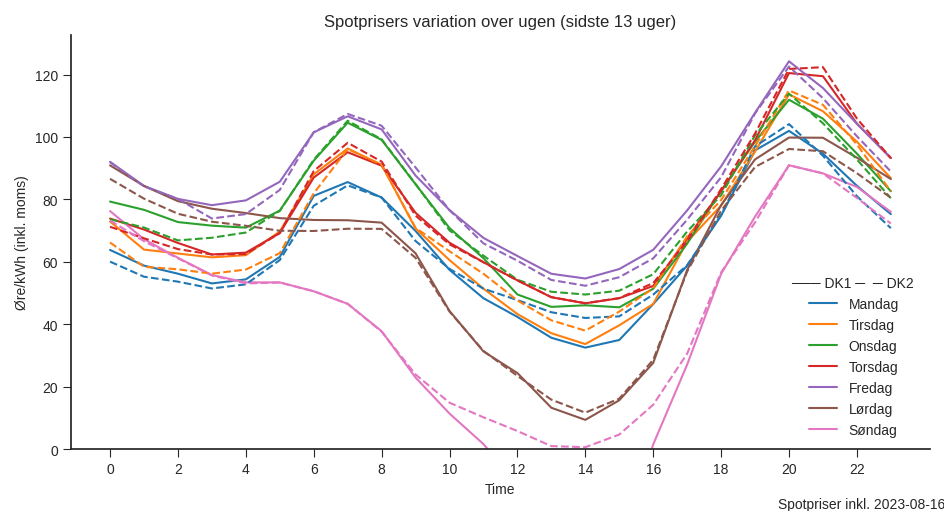 Spotprisers variation over ugen (sidste 13 uger)
Øre/kWh (inkl. moms)
120
100
80
60
40
20
0
0 2 4 6 8 10 12 14 16 18 20 22
Time
DK1 DK2
Mandag
Tirsdag
Onsdag
Torsdag
Fredag
Lørdag
Søndag
Spotpriser inkl. 2023-08-16